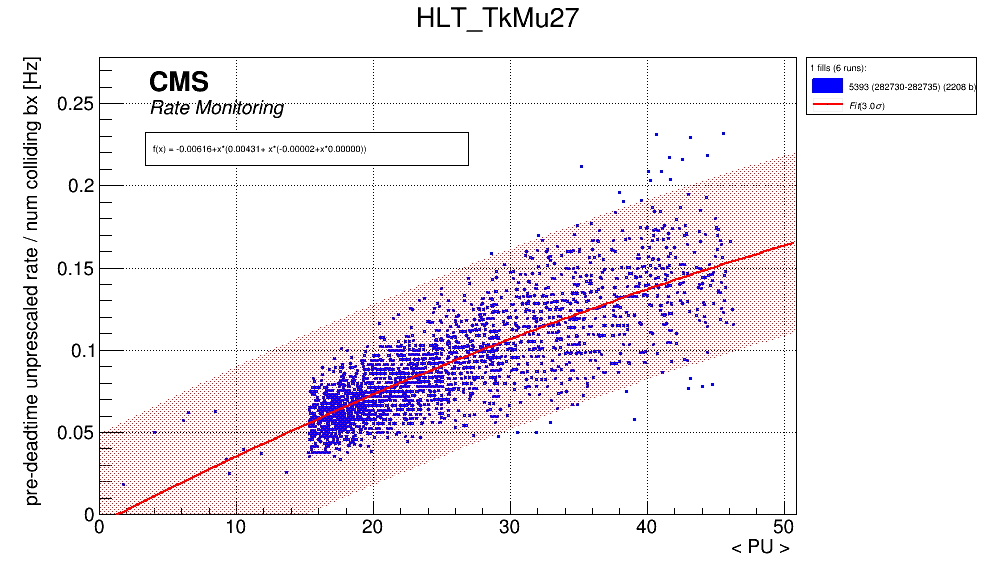 HLT_TkMu27
pre-deadtime unprescaled rate / num colliding bx [Hz]
CMS
Rate Monitoring
f(x) = -0.00616+x*(0.00431+ x*(-0.00002+x*0.00000))
0.25
0.2
0.15
0.1
0.05
0
0 10 20 30 40 50
< PU >
1 fills (6 runs):
5393 (282730-282735) (2208 b)
Fit(3.0σ)